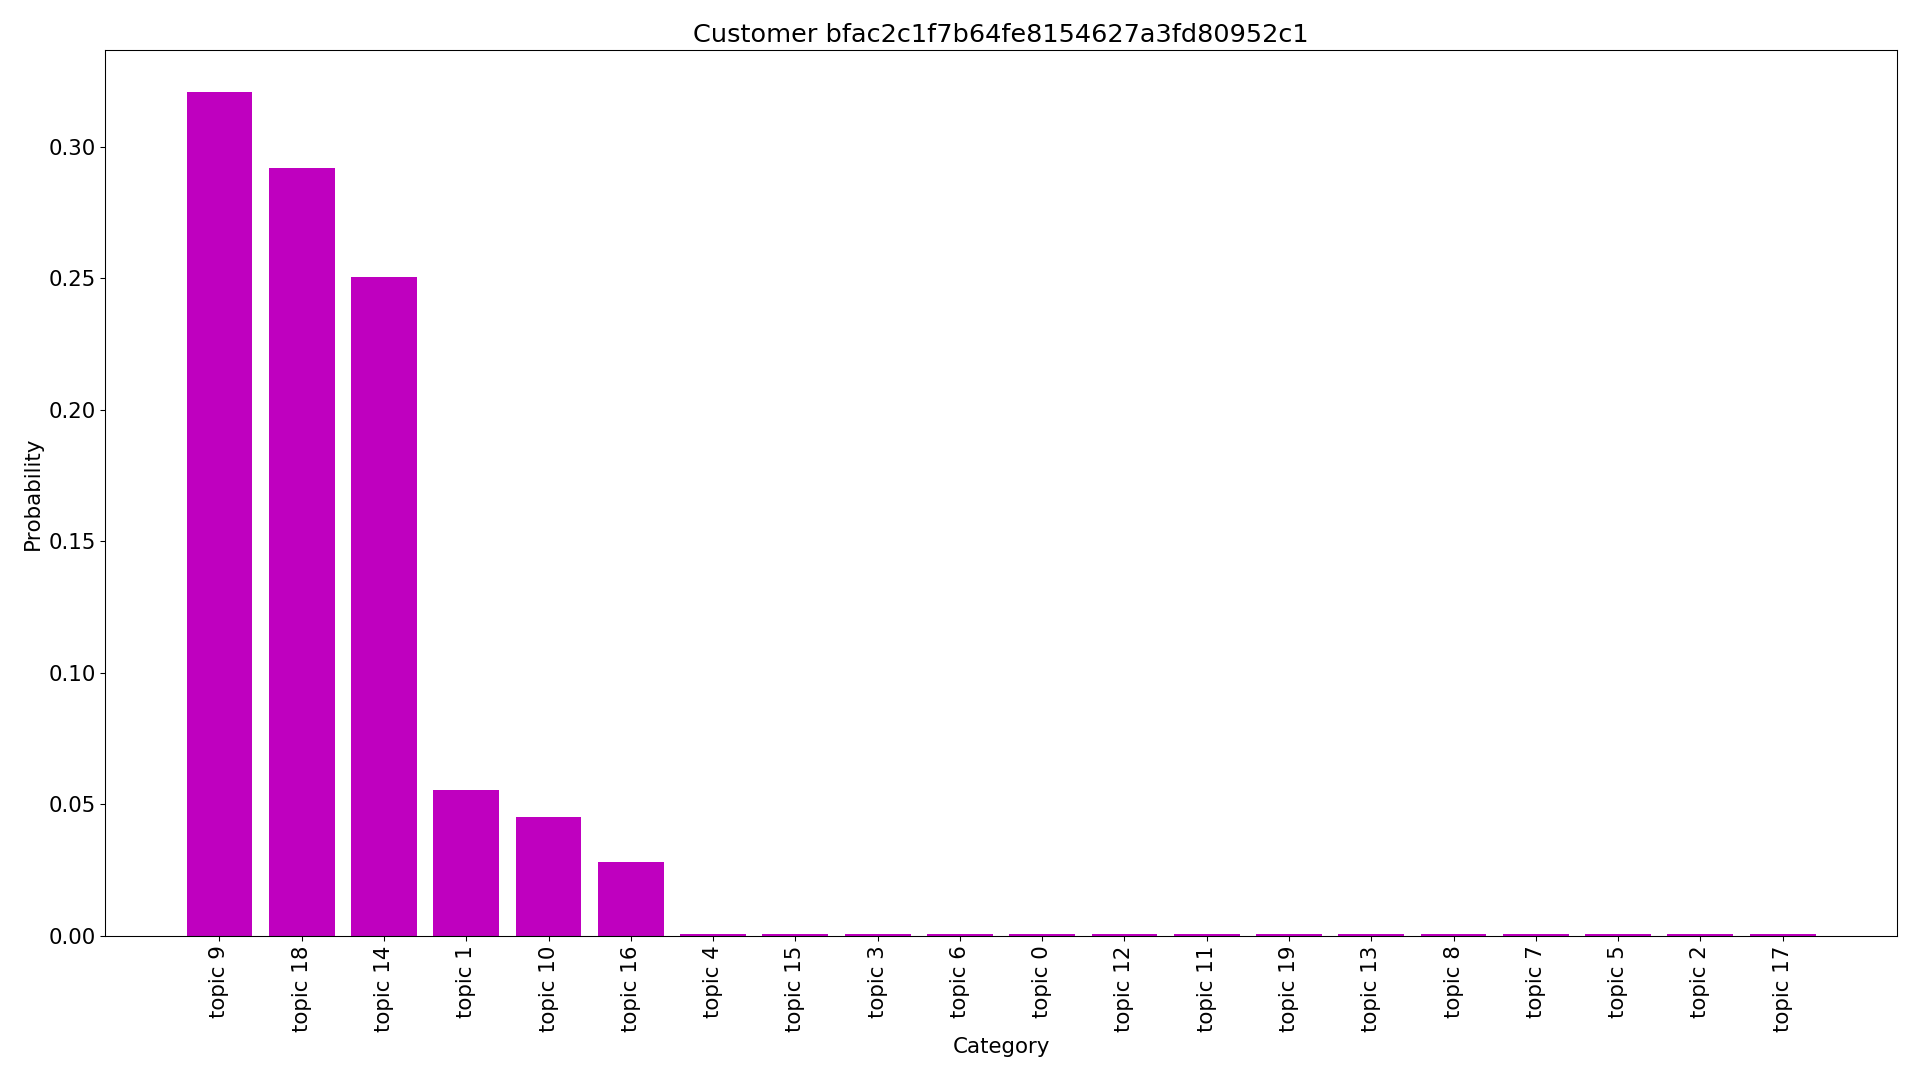 Customer bfac2c1f7b64fe8154627a3fd80952c1
Probability
0.30
0.25
0.20
0.15
0.10
0.05
0.00
topic 9
topic 18
topic 14
topic 1
topic 10
topic 16
topic 4
topic 15
topic 3
topic 6
topic 0
topic 12
topic 11
topic 19
topic 13
topic 8
topic 7
topic 5
topic 2
topic 17
Category